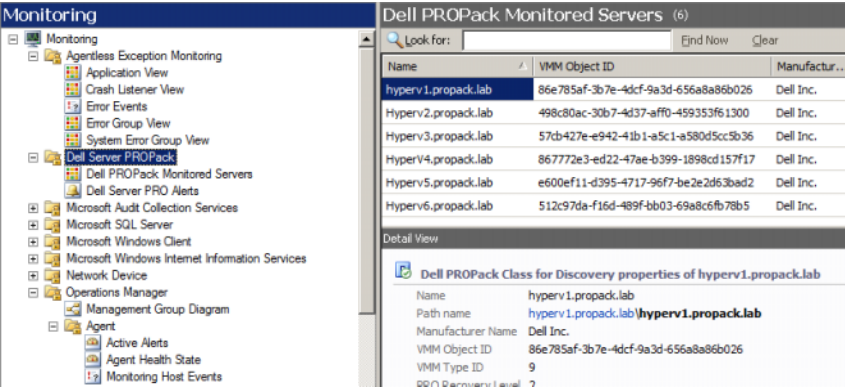 Monitoring
Monitoring
Agentless Exception Monitoring
Application View
Crash Listener View
Error Events
Error Group View
System Error Group View
Dell Server PROPack
Dell PROPack Monitored Servers
Dell Server PRO Alerts
Microsoft Audit Collection Services
Microsoft SQL Server
Microsoft Windows Client
Microsoft Windows Internet Information Services
Network Device
Operations Manager
Management Group Diagram
Agent
Active Alerts
Agent Health State
Monitoring Host Events
Dell PROPack Monitored Servers (6)
Look for: Find Now Clear
Name VMM Object ID Manufactur...
hyperv1.propack.lab 86e785af-3b7e-4dcf-9a3d-656a8a86b026 Dell Inc.
Hyperv2.propack.lab 498c80ac-30b7-4d37-aff0-459353f61300 Dell Inc.
Hyperv3.propack.lab 57cb427e-e942-41b1-a5c1-a580d5cc5b36 Dell Inc.
HyperV4.propack.lab 867772e3-ed22-47ae-b399-1898cd157f17 Dell Inc.
Hyperv5.propack.lab e600ef11-d395-4717-96f7-be2e2d63bad2 Dell Inc.
Hyperv6.propack.lab 512c97da-f16d-489f-bb03-69a8c6fb78b5 Dell Inc.
Detail View
Dell PROPack Class for Discovery properties of hyperv1.propack.lab
Name hyperv1.propack.lab
Path name hyperv1.propack.lab\hyperv1.propack.lab
Manufacturer Name Dell Inc.
VMM Object ID 86e785af-3b7e-4dcf-9a3d-656a8a86b026
VMM Type ID 9
PRO Recovery Level 2